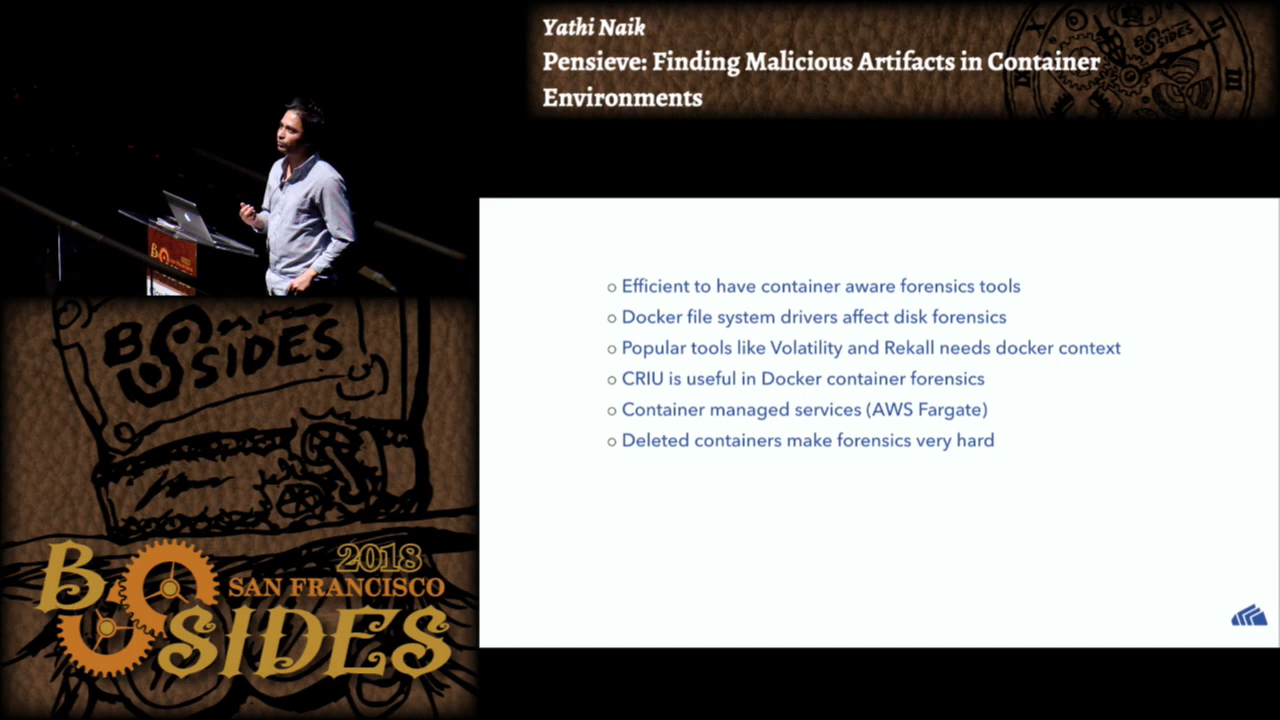 Yathi Naik
Pensieve: Finding Malicious Artifacts in Container
Environments
BSIDES
Efficient to have container aware forensics tools
Docker file system drivers affect disk forensics
Popular tools like Volatility and Rekall needs docker context
CRIU is useful in Docker container forensics
Container managed services (AWS Fargate)
Deleted containers make forensics very hard
BSIDES
2018
SAN FRANCISCO
BSIDES